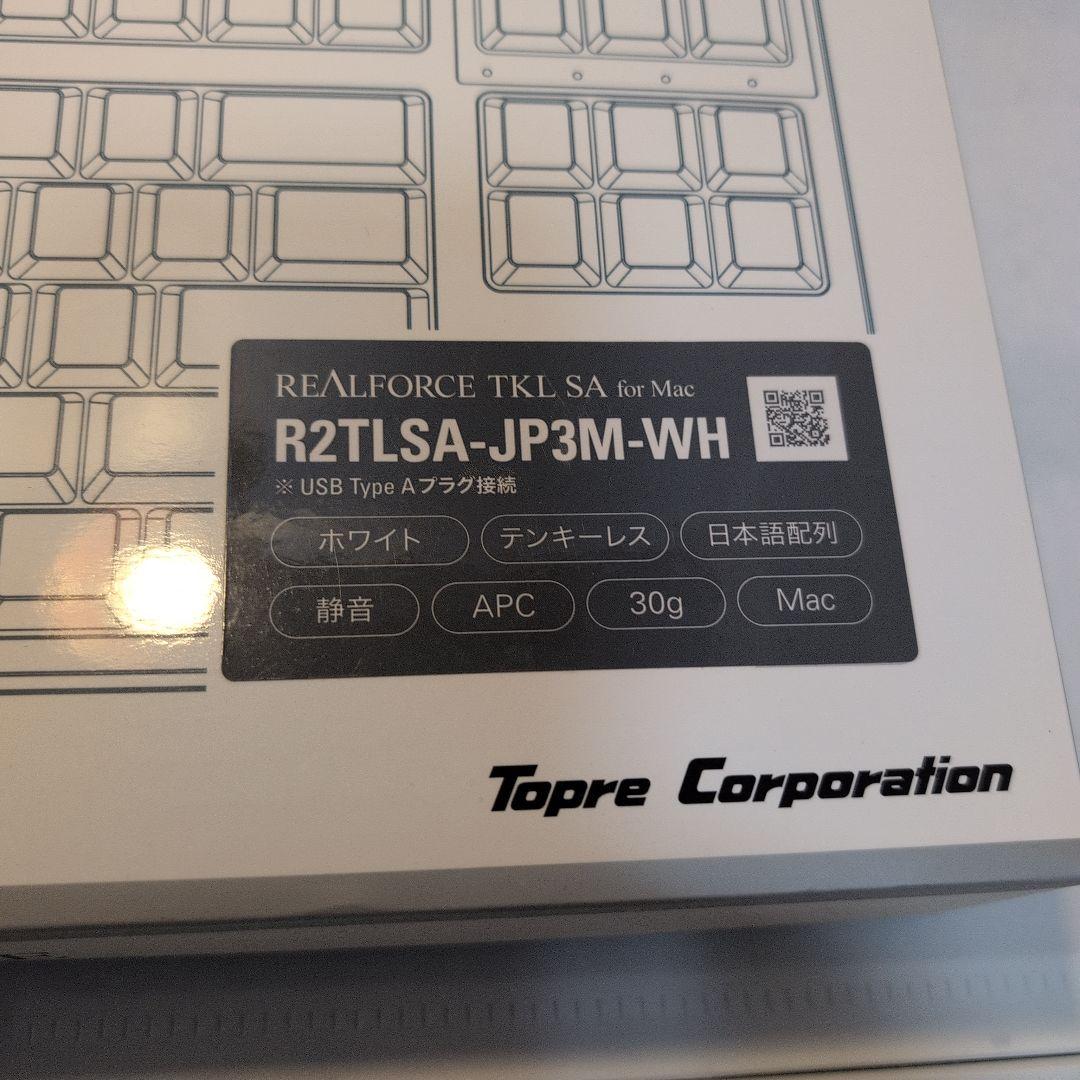 REALFORCE TKL SA for Mac
R2TLSA-JP3M-WH
※ USB Type Aプラグ接続
ホワイト テンキーレス 日本語配列
静音 APC 30g Mac
Topre Corporation